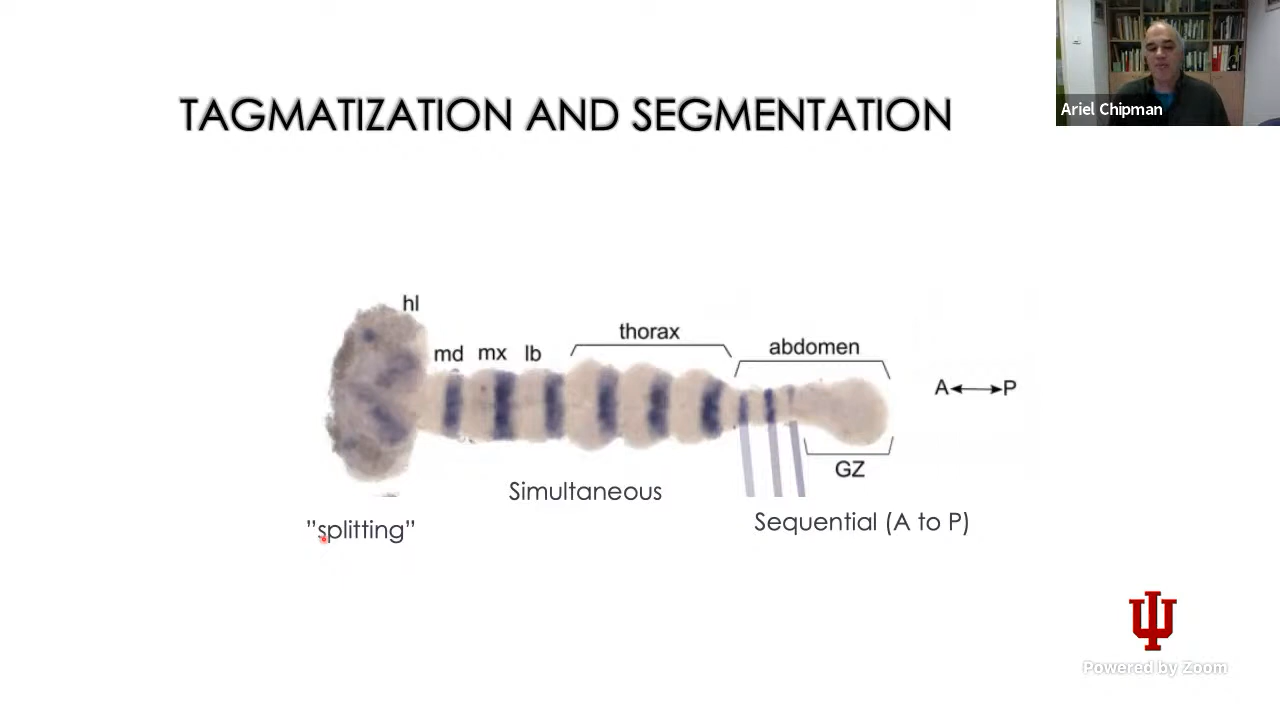 TAGMATIZATION AND SEGMENTATION
Ariel Chipman
hl
md mx lb
thorax
abdomen
A P
GZ
Simultaneous
Sequential (A to P)
”splitting”
Powered by Zoom